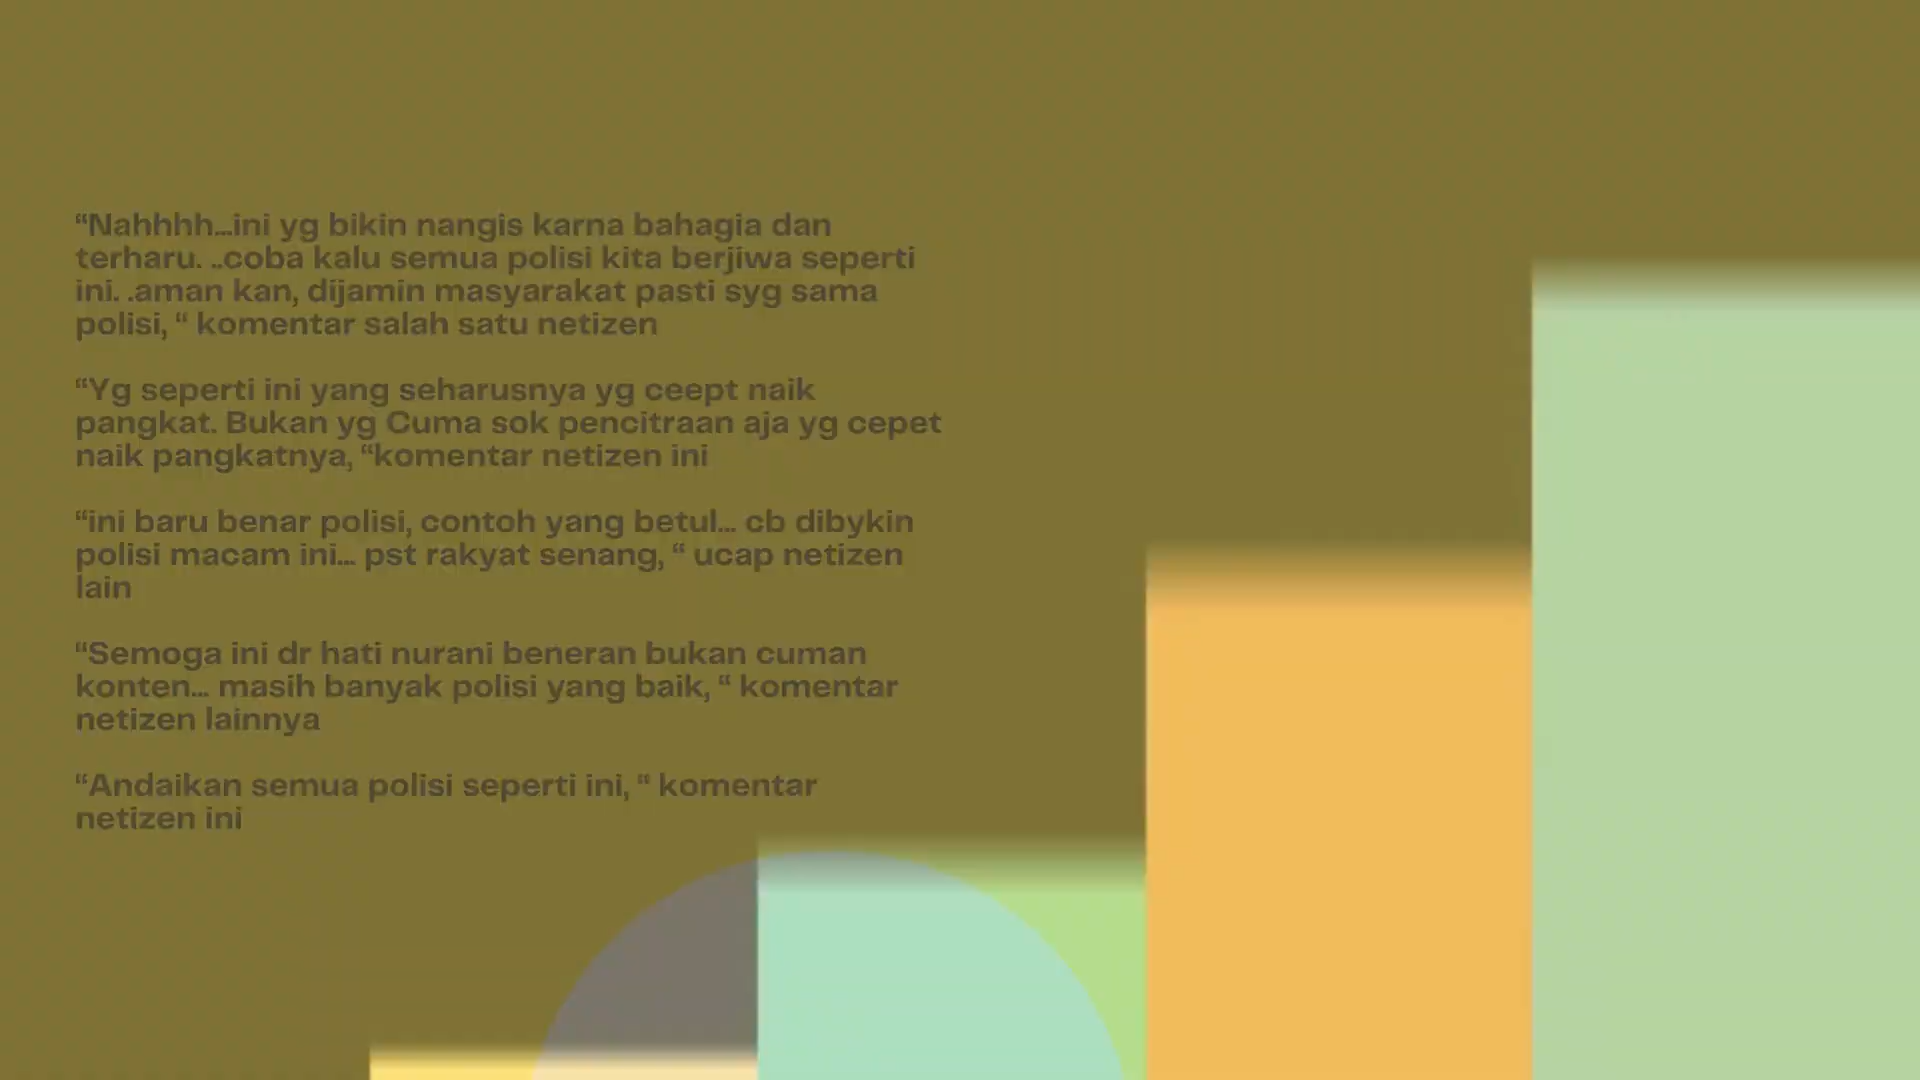 “Nahhhh...ini yg bikin nangis karna bahagia dan
terharu. ..coba kalu semua polisi kita berjiwa seperti
ini. .aman kan, dijamin masyarakat pasti syg sama
polisi, “ komentar salah satu netizen
“Yg seperti ini yang seharusnya yg ceept naik
pangkat. Bukan yg Cuma sok pencitraan aja yg cepet
naik pangkatnya, “komentar netizen ini
“ini baru benar polisi, contoh yang betul... cb dibykin
polisi macam ini... pst rakyat senang, “ ucap netizen
lain
“Semoga ini dr hati nurani beneran bukan cuman
konten... masih banyak polisi yang baik, “ komentar
netizen lainnya
“Andaikan semua polisi seperti ini, “ komentar
netizen ini